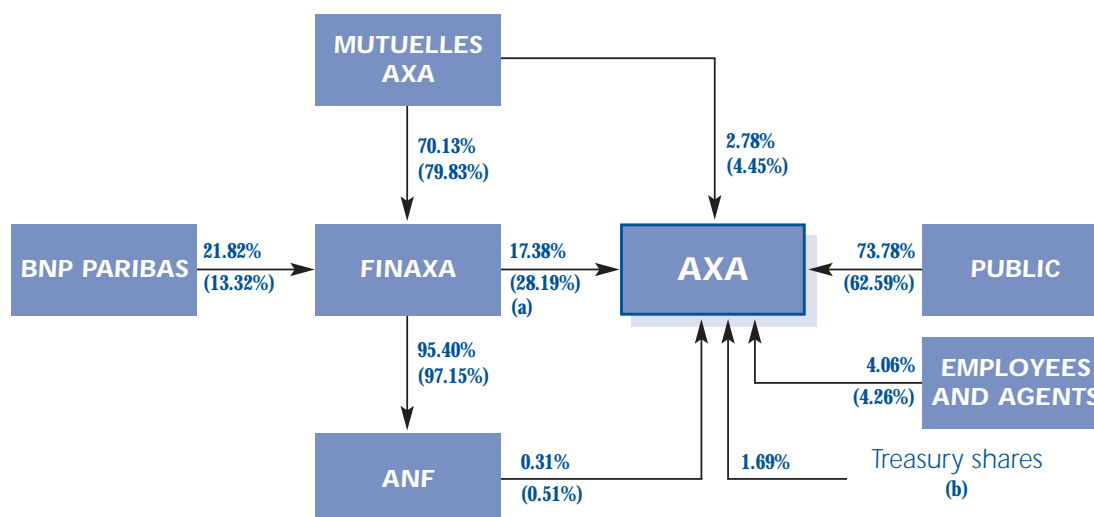 MUTUELLES
AXA
70.13%
(79.83%)
2.78%
(4.45%)
BNP PARIBAS
21.82%
(13.32%)
FINAXA
17.38%
(28.19%)
(a)
AXA
73.78%
(62.59%)
PUBLIC
95.40%
(97.15%)
4.06%
(4.26%)
EMPLOYEES
AND AGENTS
ANF
0.31%
(0.51%)
1.69%
Treasury shares
(b)